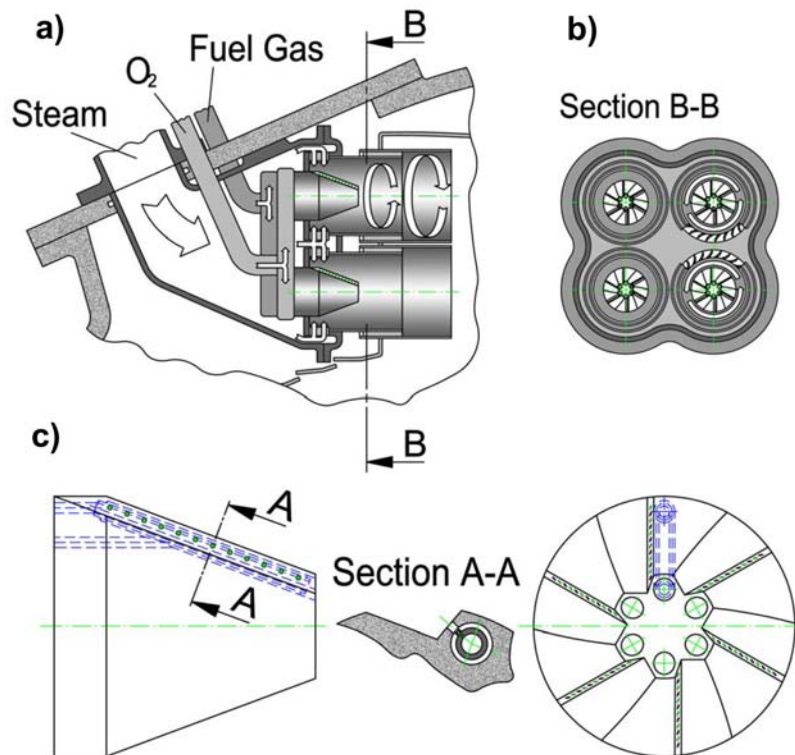 a)
B
b)
Fuel Gas
O₂
Steam
Section B-B
B
c)
A
A
Section A-A